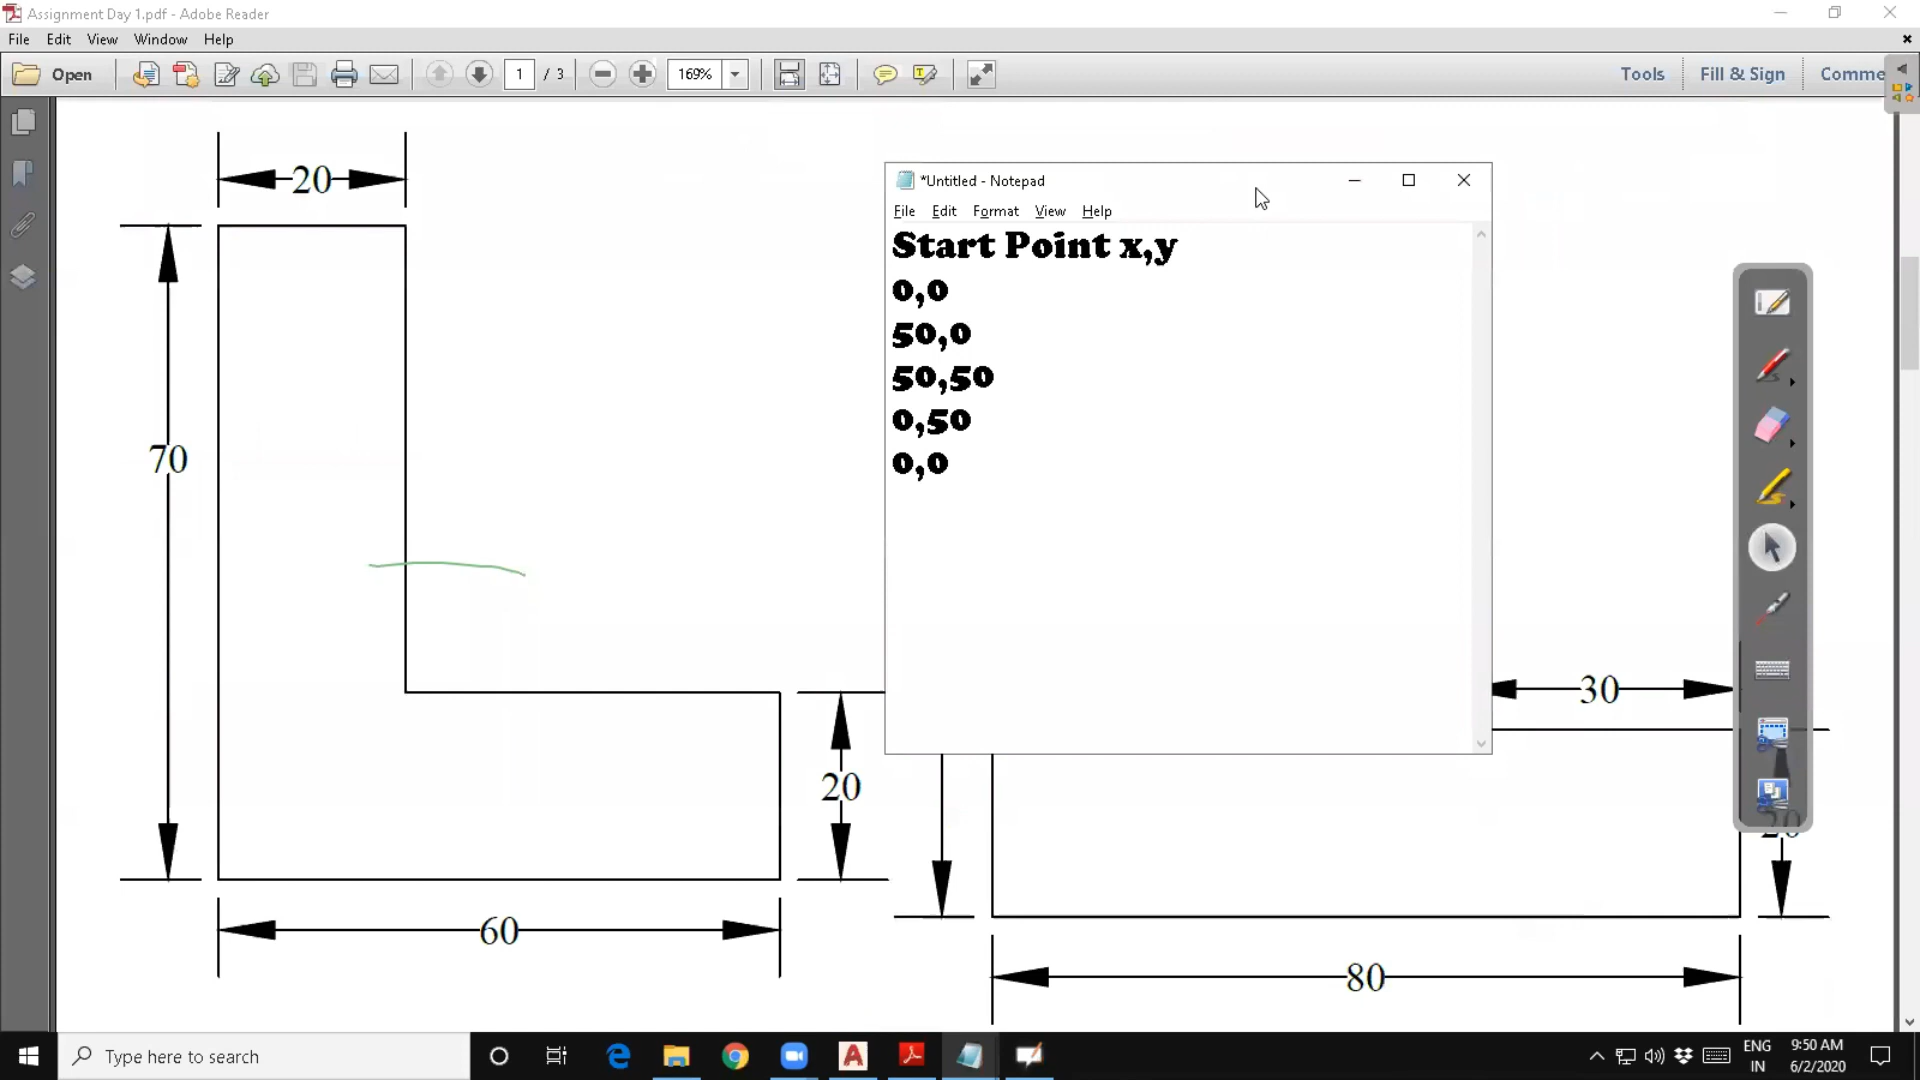 Assignment Day 1.pdf - Adobe Reader
File Edit View Window Help
Open 1 / 3 169% Tools Fill & Sign Comme
20
70
20
60
*Untitled - Notepad
File Edit Format View Help
Start Point x,y
0,0
50,0
50,50
0,50
0,0
30
80
Type here to search
ENG
IN
9:50 AM
6/2/2020